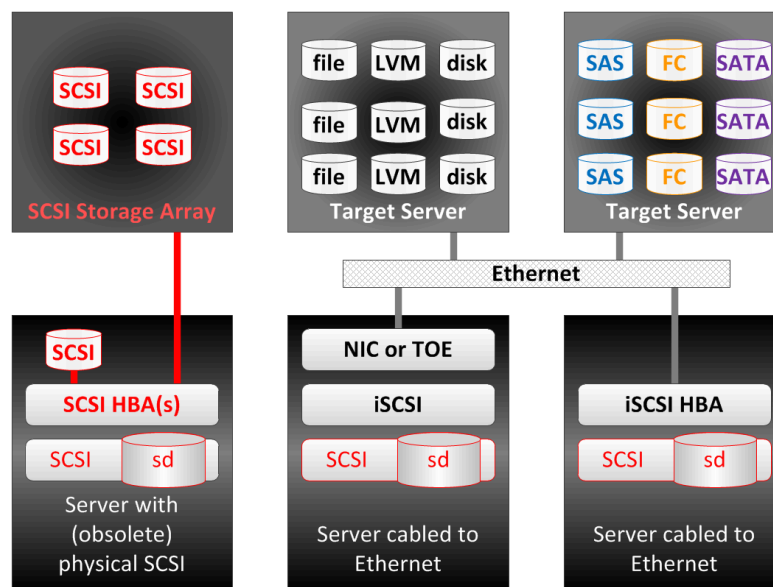 SCSI
SCSI
SCSI
SCSI
SCSI Storage Array
file
LVM
disk
file
LVM
disk
file
LVM
disk
Target Server
SAS
FC
SATA
SAS
FC
SATA
SAS
FC
SATA
Target Server
Ethernet
SCSI
SCSI HBA(s)
SCSI
sd
Server with
(obsolete)
physical SCSI
NIC or TOE
iSCSI
SCSI
sd
Server cabled to
Ethernet
iSCSI HBA
SCSI
sd
Server cabled to
Ethernet